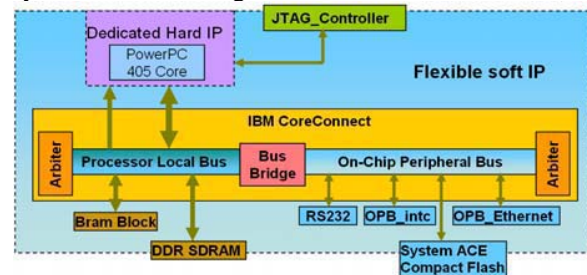 Dedicated Hard IP
PowerPC
405 Core
JTAG_Controller
Flexible soft IP
IBM CoreConnect
Arbiter
Processor Local Bus
Bus
Bridge
On-Chip Peripheral Bus
Arbiter
Bram Block
DDR SDRAM
RS232
OPB_intc
OPB_Ethernet
System ACE
Compact Flash